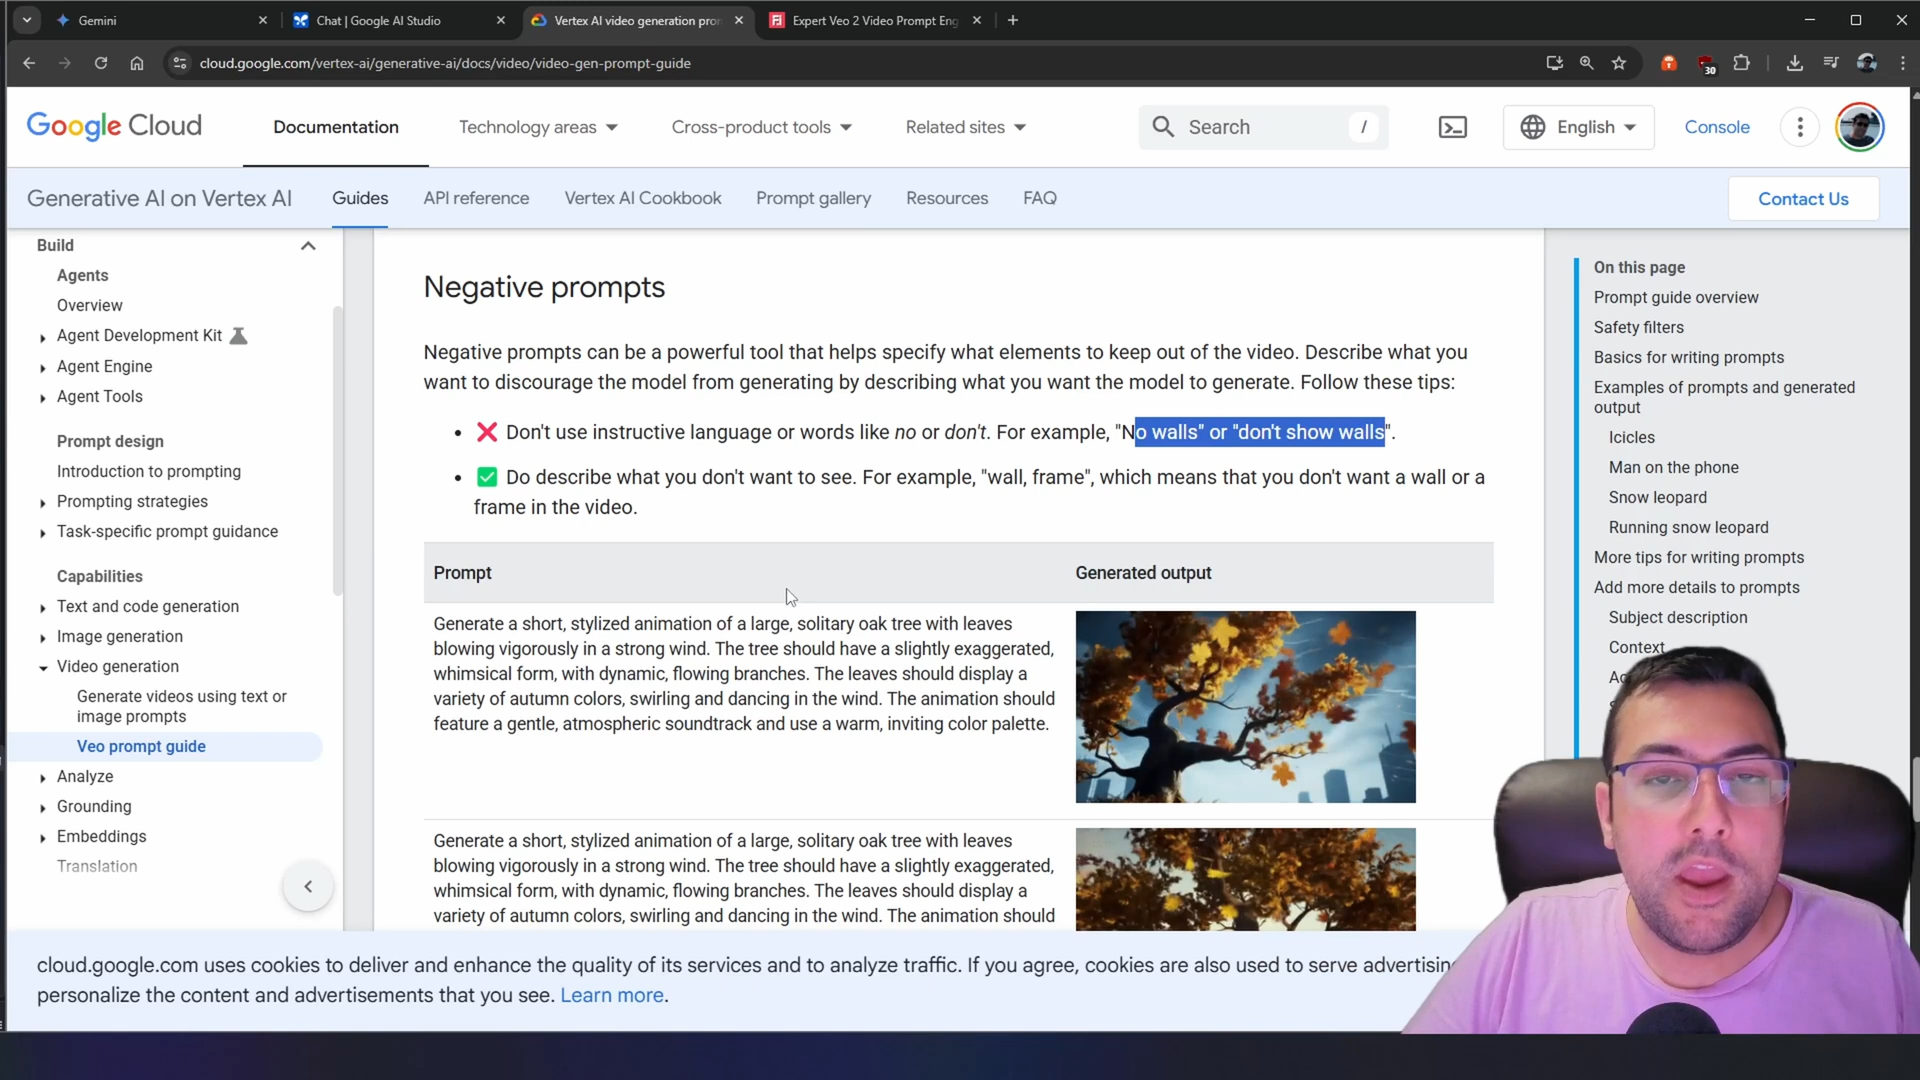 Gemini
Chat | Google AI Studio
Vertex AI video generation pro
Expert Veo 2 Video Prompt Eng
cloud.google.com/vertex-ai/generative-ai/docs/video/video-gen-prompt-guide
30
Google Cloud
Documentation
Technology areas
Cross-product tools
Related sites
Search
/
English
Console
Generative AI on Vertex AI
Guides
API reference
Vertex AI Cookbook
Prompt gallery
Resources
FAQ
Contact Us
Build
Agents
Overview
Agent Development Kit
Agent Engine
Agent Tools
Prompt design
Introduction to prompting
Prompting strategies
Task-specific prompt guidance
Capabilities
Text and code generation
Image generation
Video generation
Generate videos using text or
image prompts
Veo prompt guide
Analyze
Grounding
Embeddings
Translation
Negative prompts
Negative prompts can be a powerful tool that helps specify what elements to keep out of the video. Describe what you
want to discourage the model from generating by describing what you want the model to generate. Follow these tips:
• ❌ Don't use instructive language or words like no or don't. For example, "No walls" or "don't show walls".
• ✅ Do describe what you don't want to see. For example, "wall, frame", which means that you don't want a wall or a
frame in the video.
Prompt
Generated output
Generate a short, stylized animation of a large, solitary oak tree with leaves
blowing vigorously in a strong wind. The tree should have a slightly exaggerated,
whimsical form, with dynamic, flowing branches. The leaves should display a
variety of autumn colors, swirling and dancing in the wind. The animation should
feature a gentle, atmospheric soundtrack and use a warm, inviting color palette.
Generate a short, stylized animation of a large, solitary oak tree with leaves
blowing vigorously in a strong wind. The tree should have a slightly exaggerated,
whimsical form, with dynamic, flowing branches. The leaves should display a
variety of autumn colors, swirling and dancing in the wind. The animation should
On this page
Prompt guide overview
Safety filters
Basics for writing prompts
Examples of prompts and generated
output
Icicles
Man on the phone
Snow leopard
Running snow leopard
More tips for writing prompts
Add more details to prompts
Subject description
Context
cloud.google.com uses cookies to deliver and enhance the quality of its services and to analyze traffic. If you agree, cookies are also used to serve advertising
personalize the content and advertisements that you see. Learn more.